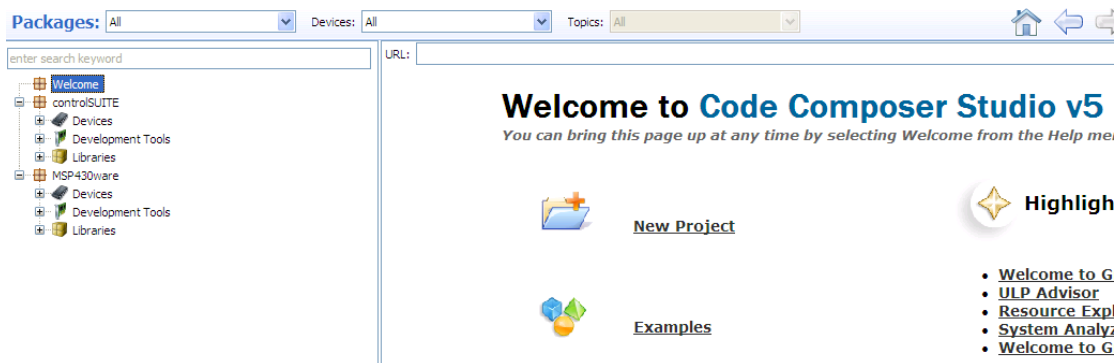 Packages: All Devices: All Topics: All
enter search keyword
URL:
Welcome
controlSUITE
Devices
Development Tools
Libraries
MSP430ware
Devices
Development Tools
Libraries
Welcome to Code Composer Studio v5
You can bring this page up at any time by selecting Welcome from the Help me
New Project
Examples
Highligh
Welcome to G
ULP Advisor
Resource Expl
System Analyz
Welcome to G